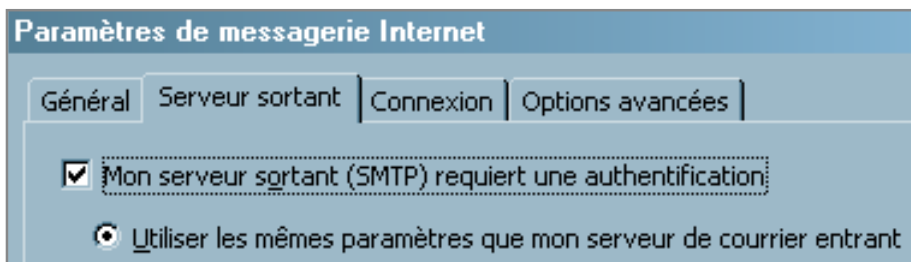 Paramètres de messagerie Internet
Général Serveur sortant Connexion Options avancées
Mon serveur sortant (SMTP) requiert une authentification
Utiliser les mêmes paramètres que mon serveur de courrier entrant